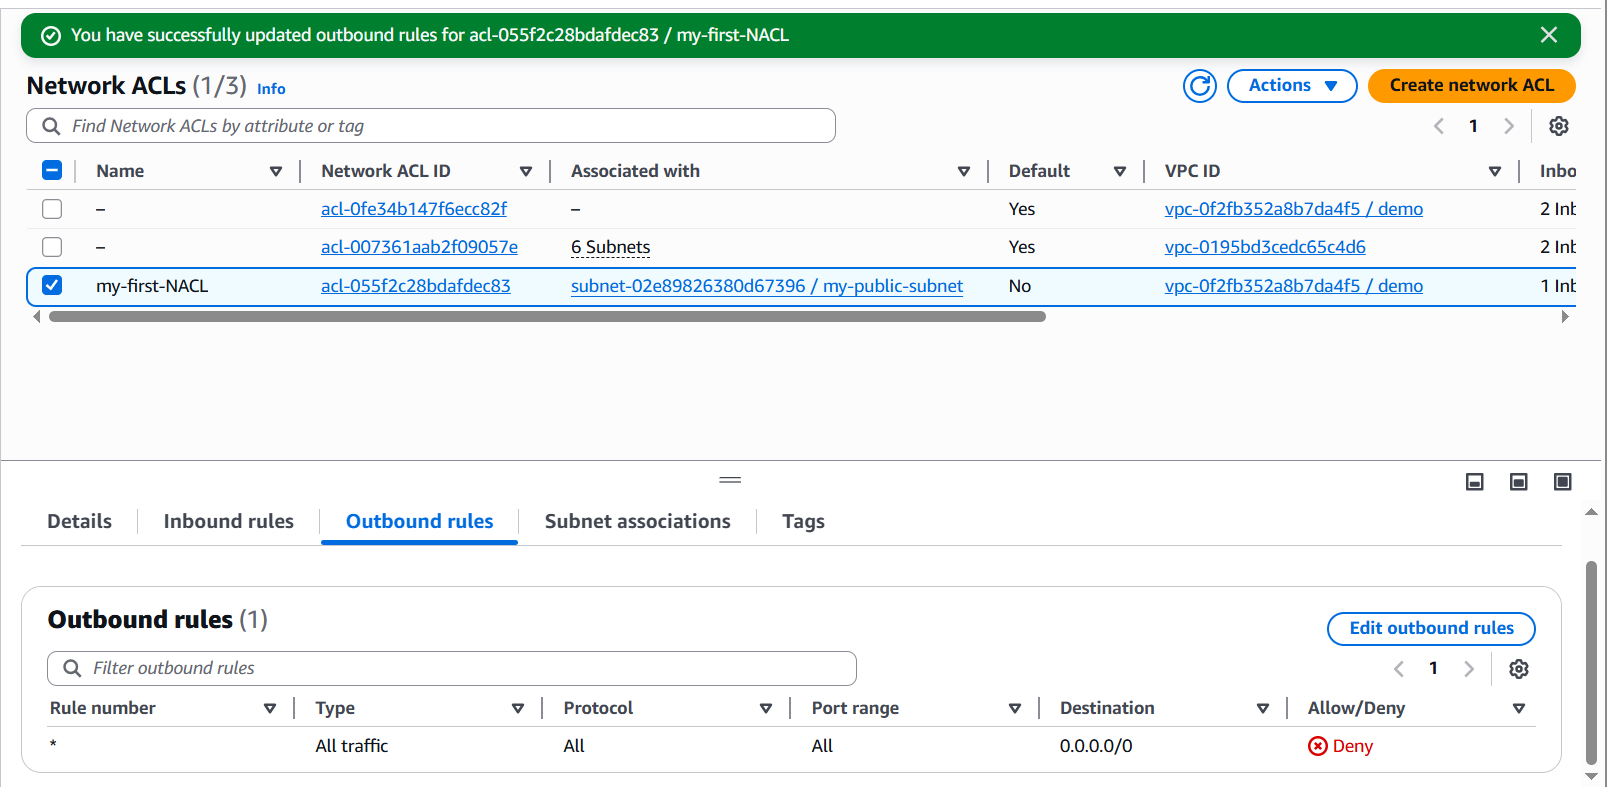 You have successfully updated outbound rules for acl-055f2c28bdafdec83 / my-first-NACL
Network ACLs (1/3) Info
Actions
Create network ACL
Find Network ACLs by attribute or tag
1
Name Network ACL ID Associated with Default VPC ID Inbo
– acl-0fe34b147f6ecc82f – Yes vpc-0f2fb352a8b7da4f5 / demo 2 Inb
– acl-007361aab2f09057e 6 Subnets Yes vpc-0195bd3cedc65c4d6 2 Inb
my-first-NACL acl-055f2c28bdafdec83 subnet-02e89826380d67396 / my-public-subnet No vpc-0f2fb352a8b7da4f5 / demo 1 Inb
Details Inbound rules Outbound rules Subnet associations Tags
Outbound rules (1)
Edit outbound rules
Filter outbound rules
1
Rule number Type Protocol Port range Destination Allow/Deny
* All traffic All All 0.0.0.0/0 Deny